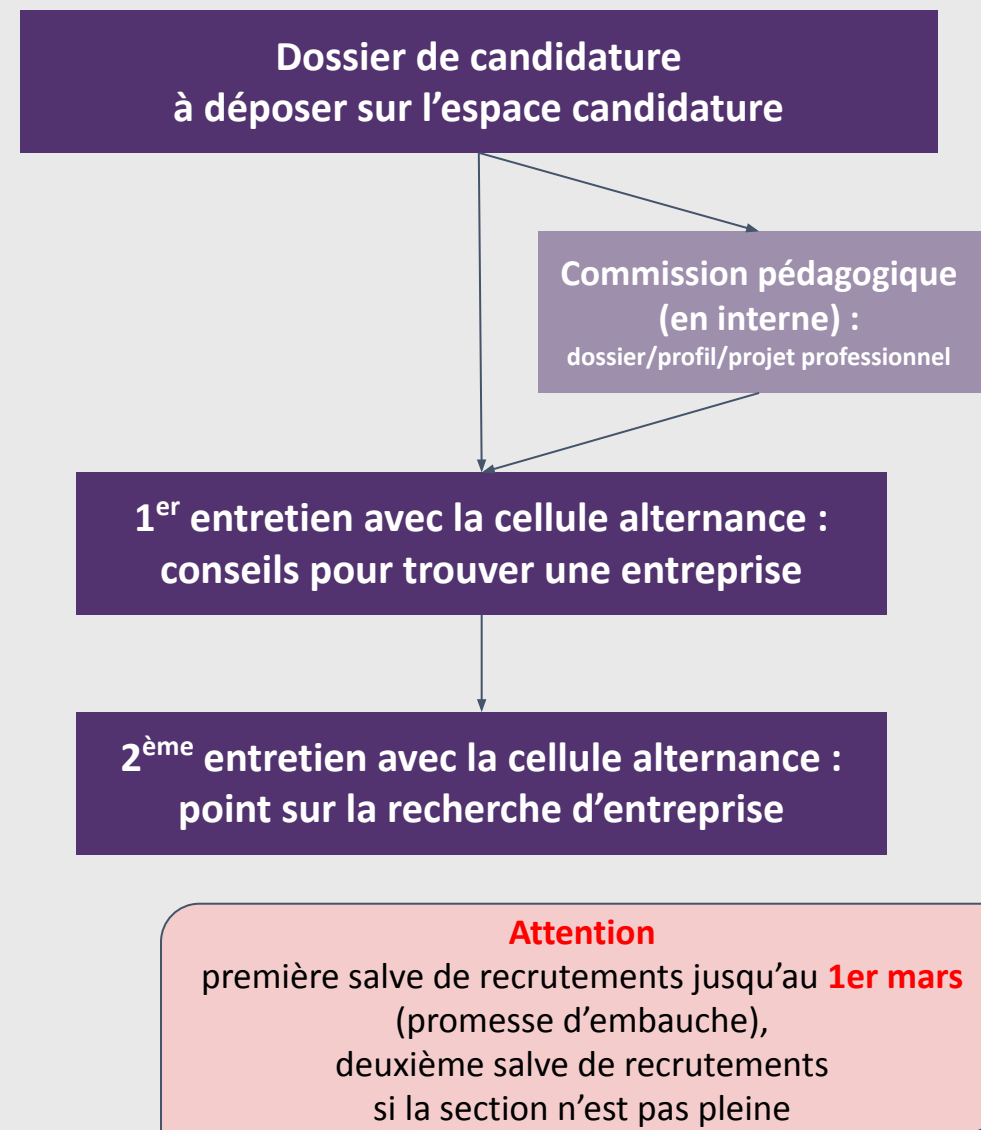 Dossier de candidature
à déposer sur l’espace candidature
Commission pédagogique
(en interne) :
dossier/profil/projet professionnel
1er entretien avec la cellule alternance :
conseils pour trouver une entreprise
2ème entretien avec la cellule alternance :
point sur la recherche d’entreprise
Attention
première salve de recrutements jusqu’au 1er mars
(promesse d’embauche),
deuxième salve de recrutements
si la section n’est pas pleine